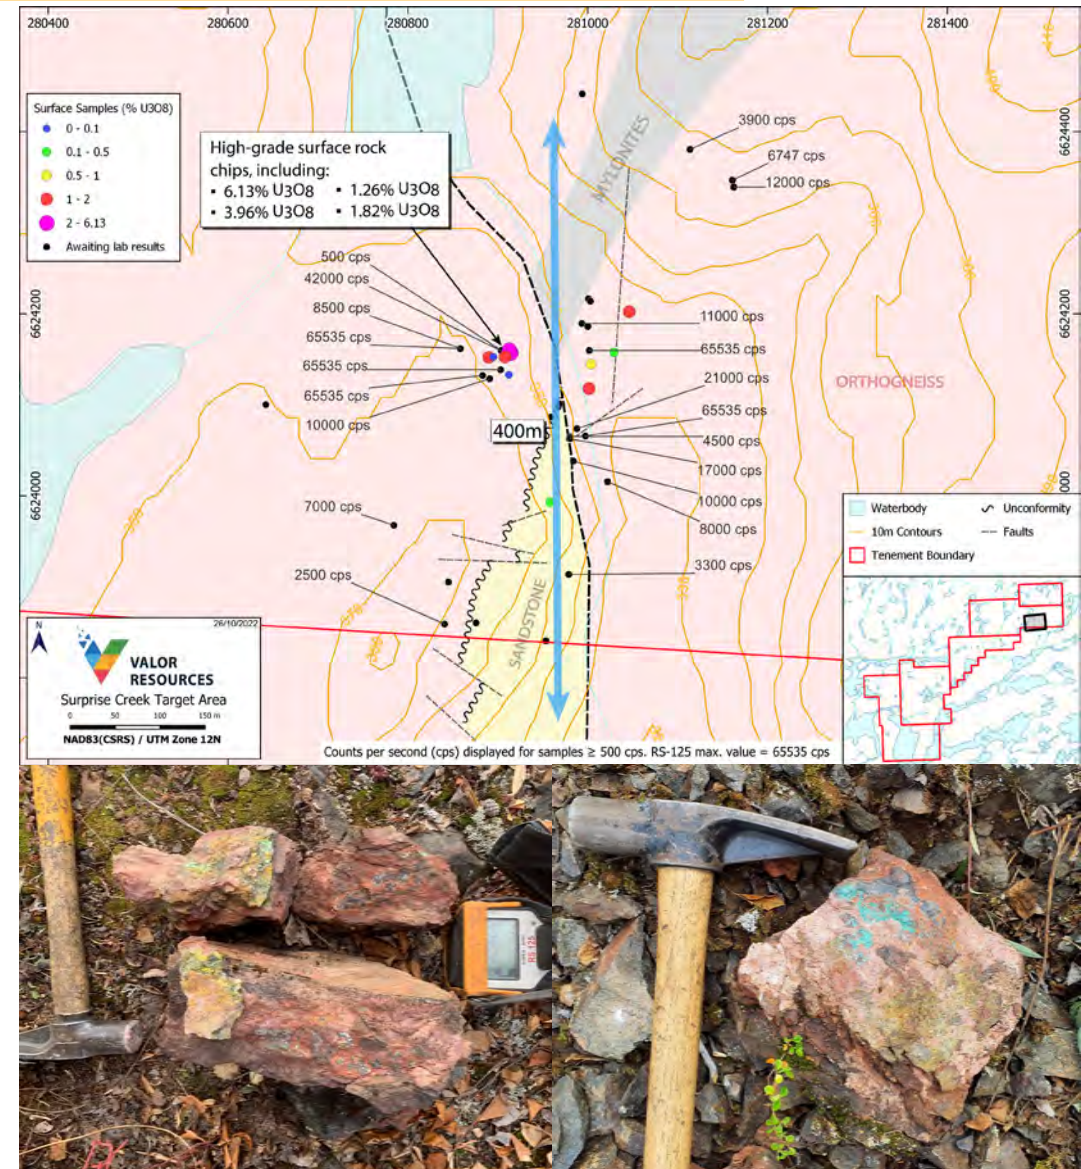 280400
280600
280800
281000
281200
281400
Surface Samples (% U3O8)
0 - 0.1
0.1 - 0.5
0.5 - 1
1 - 2
2 - 6.13
Awaiting lab results
High-grade surface rock
chips, including:
▪ 6.13% U3O8 ▪ 1.26% U3O8
▪ 3.96% U3O8 ▪ 1.82% U3O8
MYLONITES
3900 cps
6747 cps
12000 cps
6624400
500 cps
42000 cps
8500 cps
65535 cps
65535 cps
65535 cps
10000 cps
6624200
11000 cps
65535 cps
21000 cps
65535 cps
4500 cps
17000 cps
10000 cps
8000 cps
ORTHOGNEISS
400m
6624000
7000 cps
2500 cps
3300 cps
SANDSTONE
338
Waterbody
Unconformity
10m Contours
Faults
Tenement Boundary
26/10/2022
N
VALOR
RESOURCES
Surprise Creek Target Area
0 50 100 150 m
NAD83(CSRS) / UTM Zone 12N
Counts per second (cps) displayed for samples ≥ 500 cps. RS-125 max. value = 65535 cps
RS 125